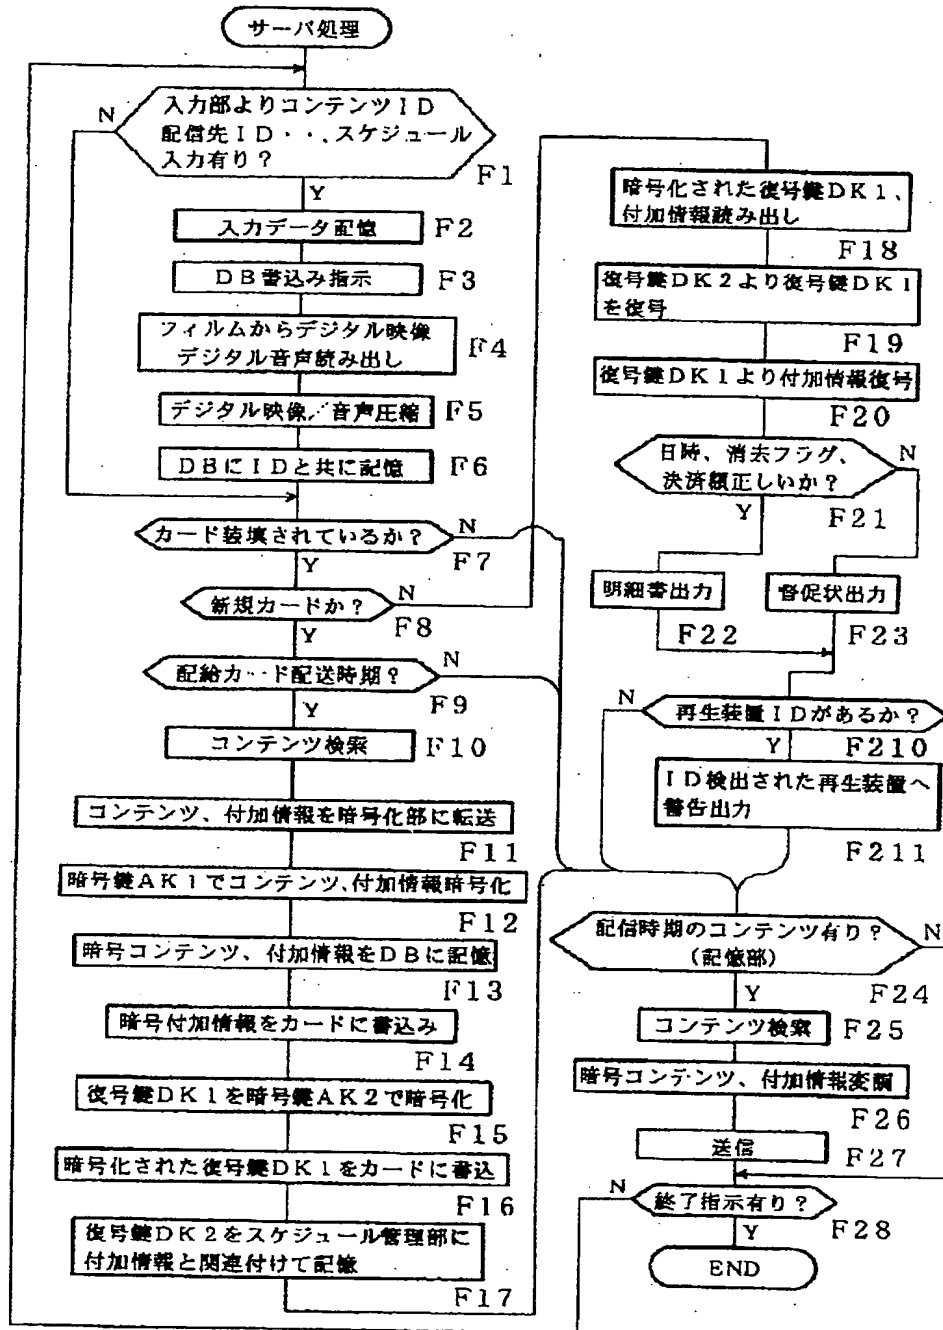 サーバ処理
N
入力部よりコンテンツID
配信先ID・・、スケジュール
入力有り?
F1
Y
入力データ記憶
F2
DB書込み指示
F3
フィルムからデジタル映像
デジタル音声読み出し
F4
デジタル映像/音声圧縮
F5
DBにIDと共に記憶
F6
カード装填されているか?
N
F7
Y
新規カードか?
N
F8
Y
配給カード配送時期?
N
F9
Y
コンテンツ検索
F10
コンテンツ、付加情報を暗号化部に転送
F11
暗号鍵AK1でコンテンツ、付加情報暗号化
F12
暗号コンテンツ、付加情報をDBに記憶
F13
暗号付加情報をカードに書込み
F14
復号鍵DK1を暗号鍵AK2で暗号化
F15
暗号化された復号鍵DK1をカードに書込
F16
復号鍵DK2をスケジュール管理部に
付加情報と関連付けて記憶
F17
暗号化された復号鍵DK1、
付加情報読み出し
F18
復号鍵DK2より復号鍵DK1
を復号
F19
復号鍵DK1より付加情報復号
F20
日時、消去フラグ、
決済額正しいか?
N
Y
F21
明細書出力
F22
督促状出力
F23
N
再生装置IDがあるか?
Y
F210
ID検出された再生装置へ
警告出力
F211
配信時期のコンテンツ有り?
(記憶部)
N
F24
Y
コンテンツ検索
F25
暗号コンテンツ、付加情報変調
F26
送信
F27
N
終了指示有り?
F28
Y
END